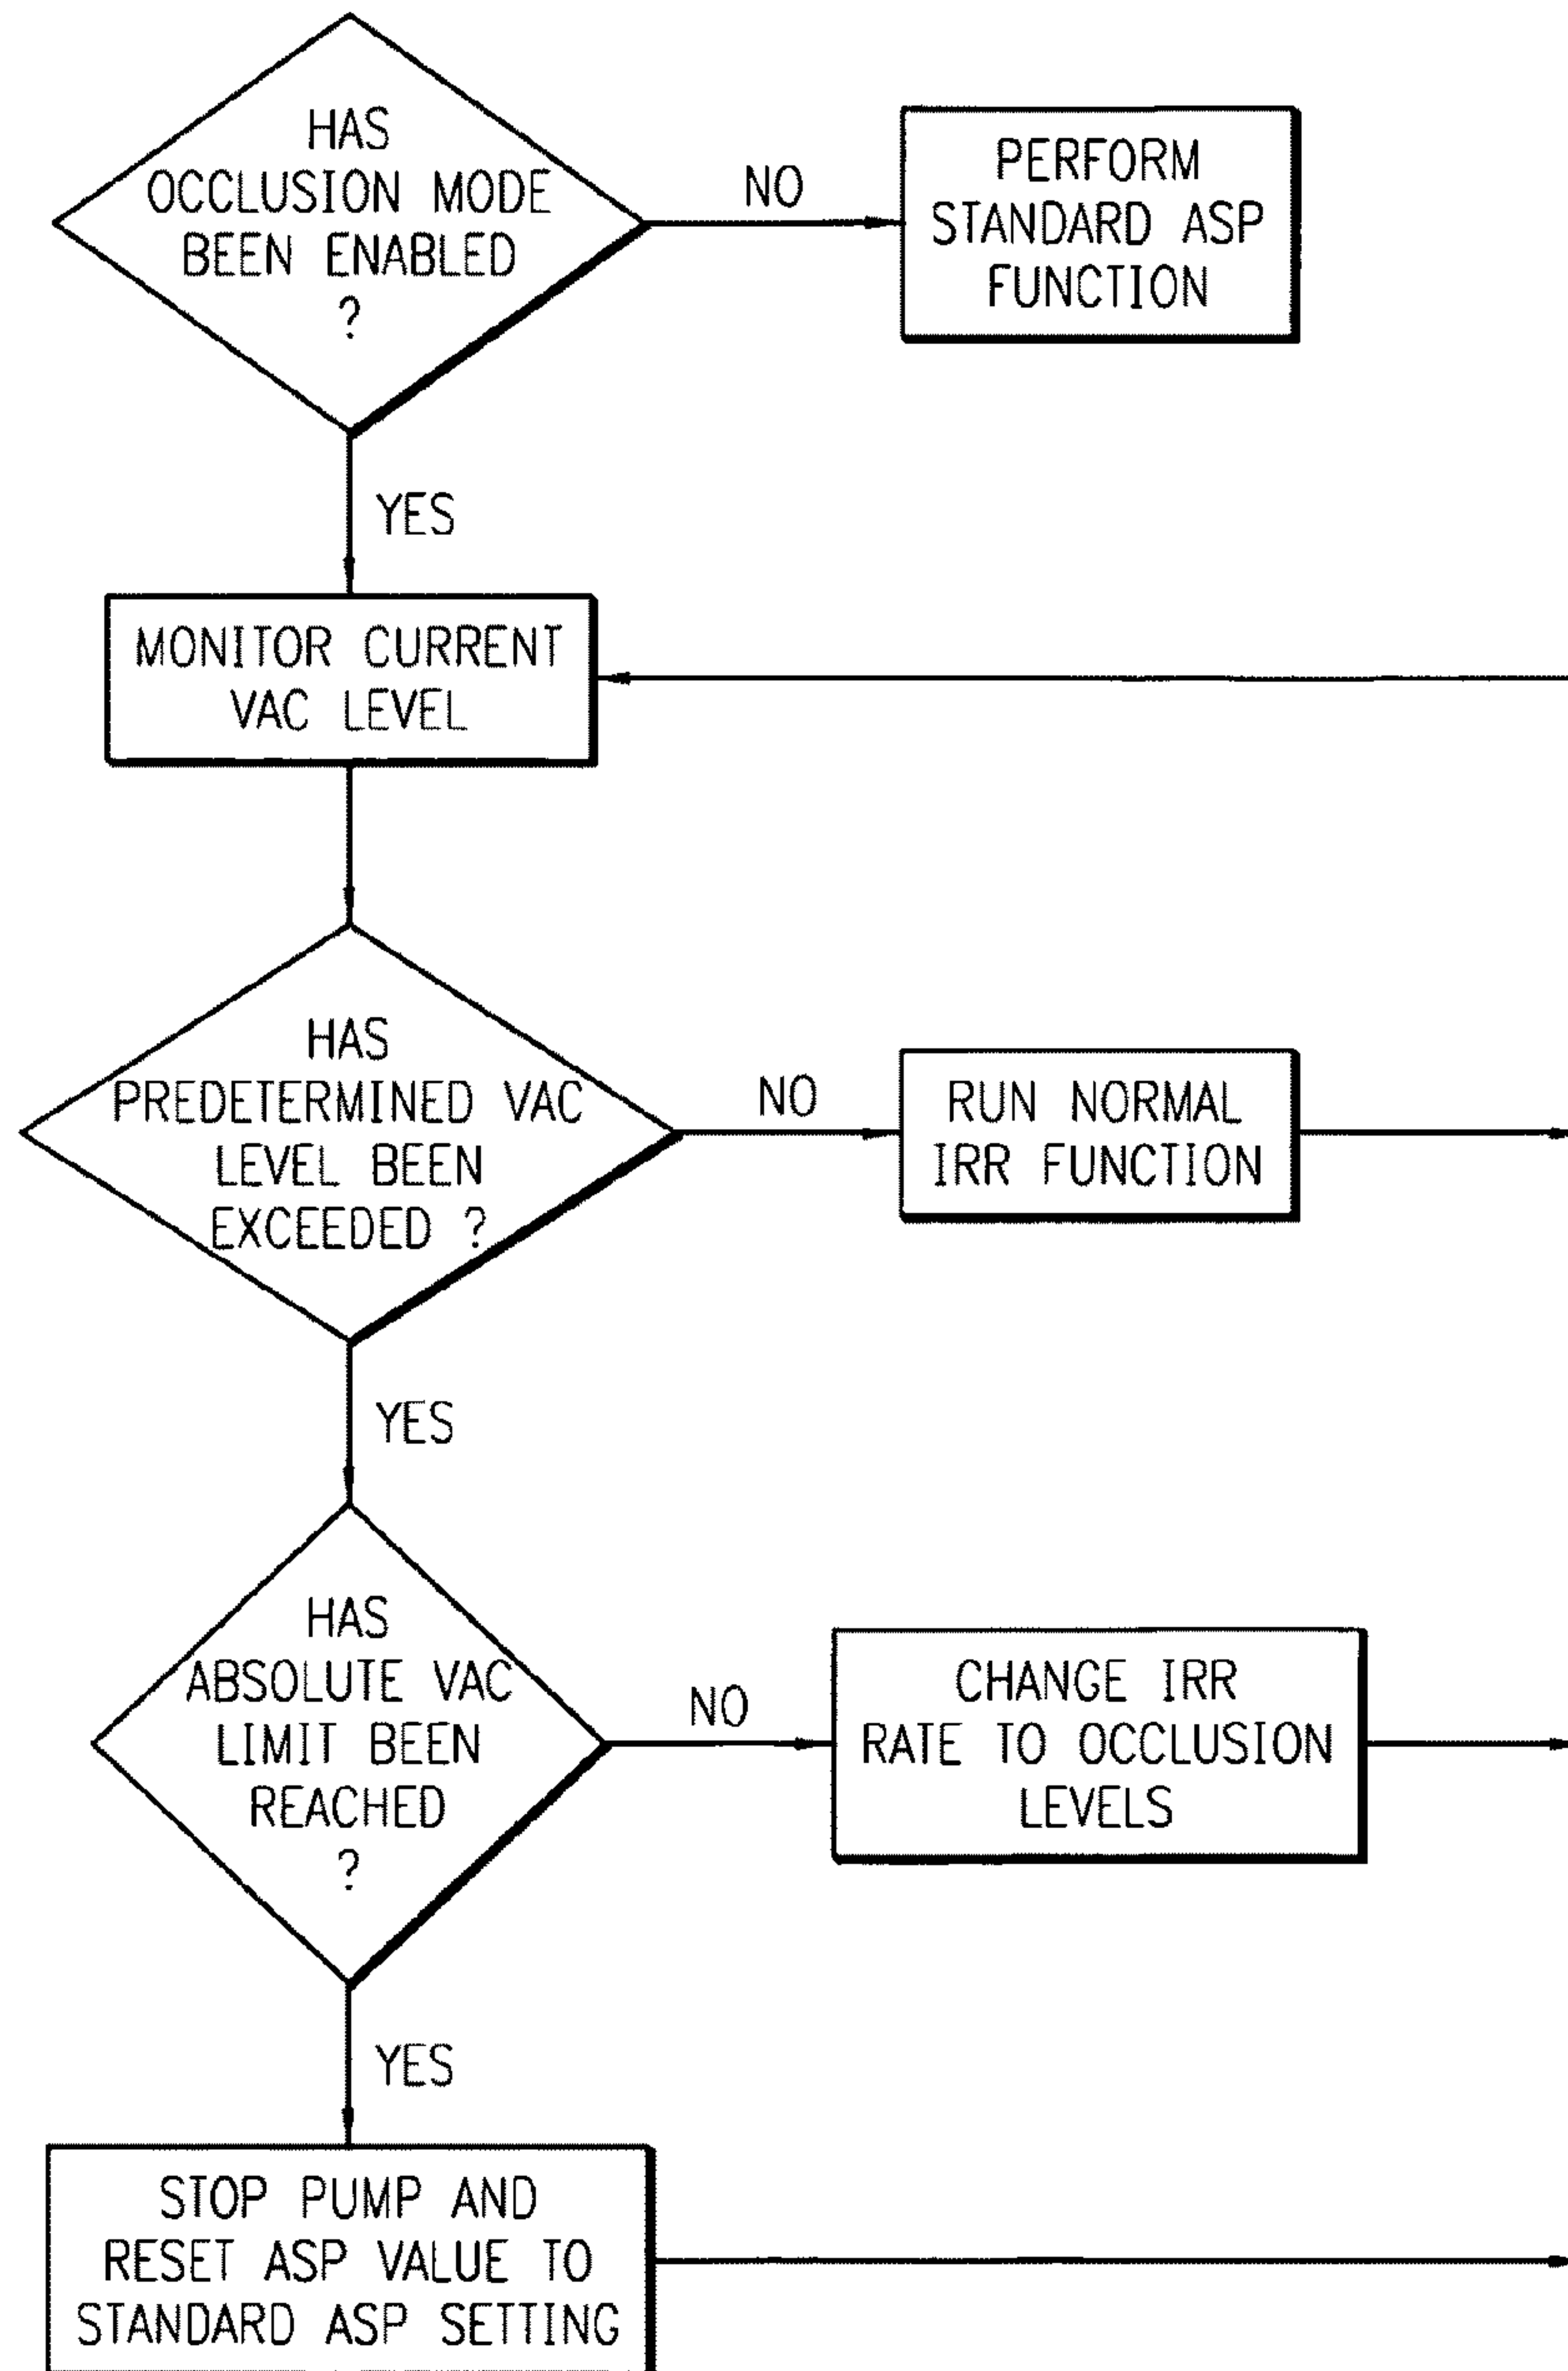 HAS
OCCLUSION MODE
BEEN ENABLED
?
NO
PERFORM
STANDARD ASP
FUNCTION
YES
MONITOR CURRENT
VAC LEVEL
HAS
PREDETERMINED VAC
LEVEL BEEN
EXCEEDED ?
NO
RUN NORMAL
IRR FUNCTION
YES
HAS
ABSOLUTE VAC
LIMIT BEEN
REACHED
?
NO
CHANGE IRR
RATE TO OCCLUSION
LEVELS
YES
STOP PUMP AND
RESET ASP VALUE TO
STANDARD ASP SETTING